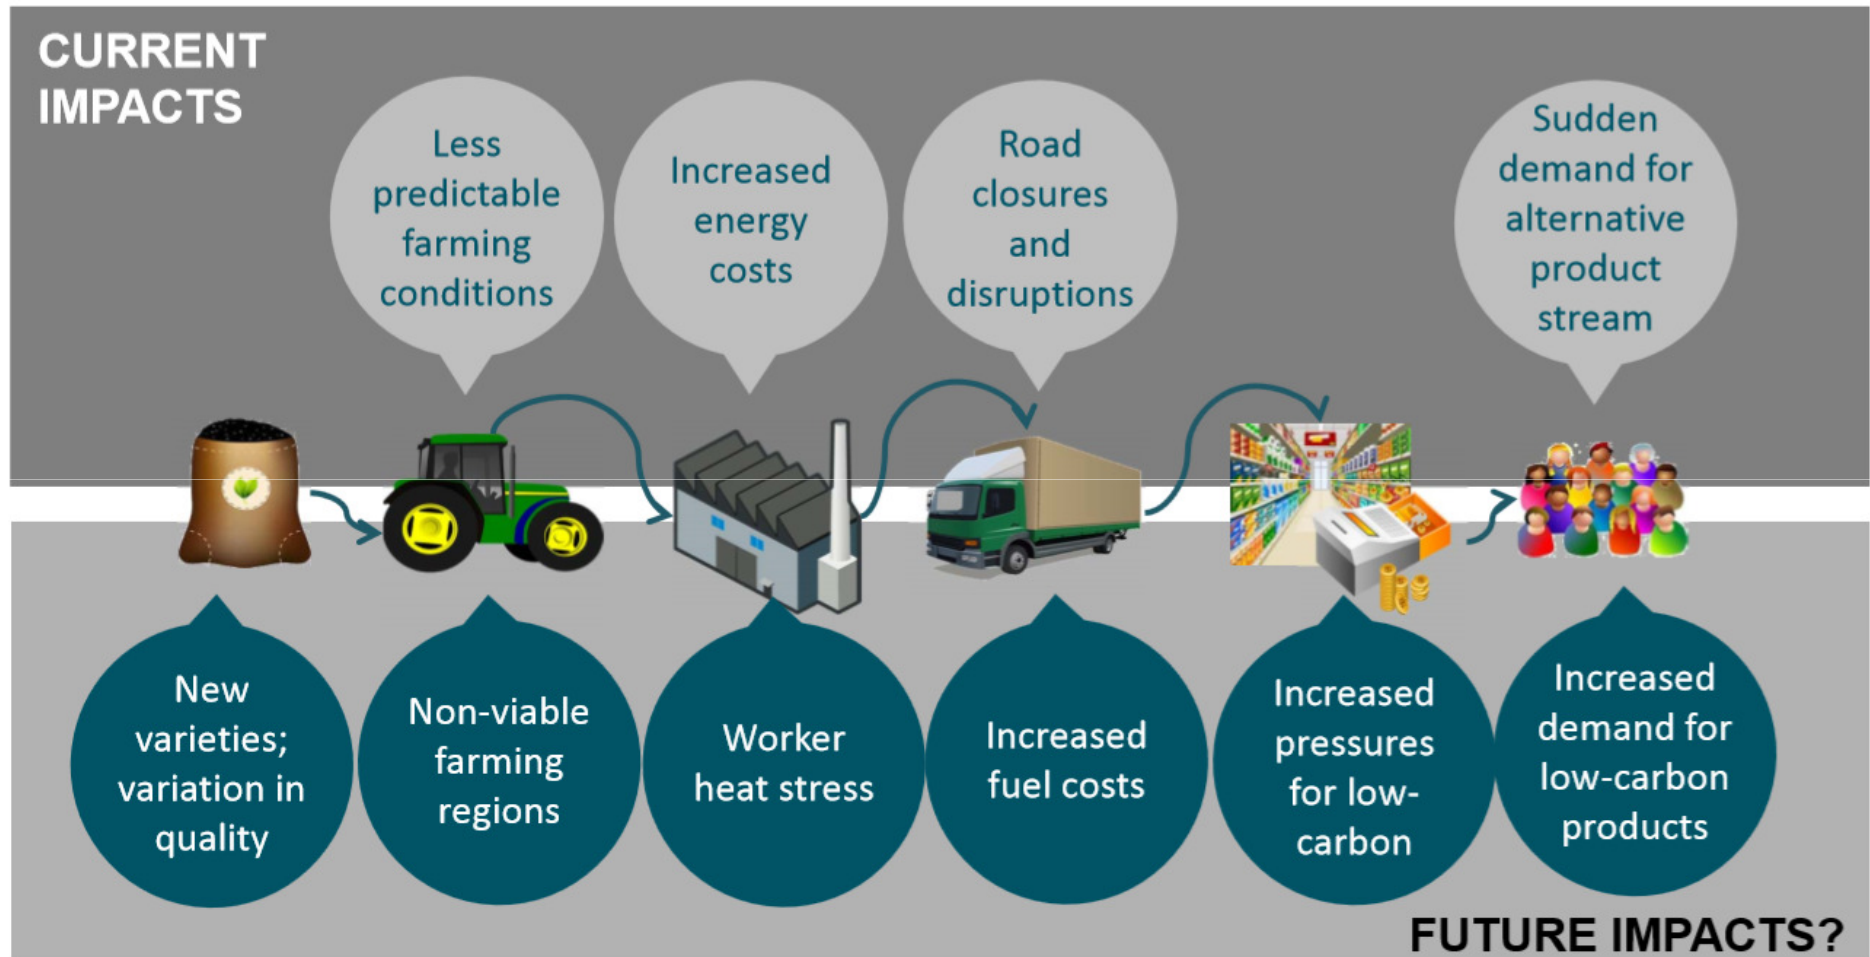 CURRENT
IMPACTS
Less
predictable
farming
conditions
Increased
energy
costs
Road
closures
and
disruptions
Sudden
demand for
alternative
product
stream
New
varieties;
variation in
quality
Non-viable
farming
regions
Worker
heat stress
Increased
fuel costs
Increased
pressures
for low-
carbon
Increased
demand for
low-carbon
products
FUTURE IMPACTS?